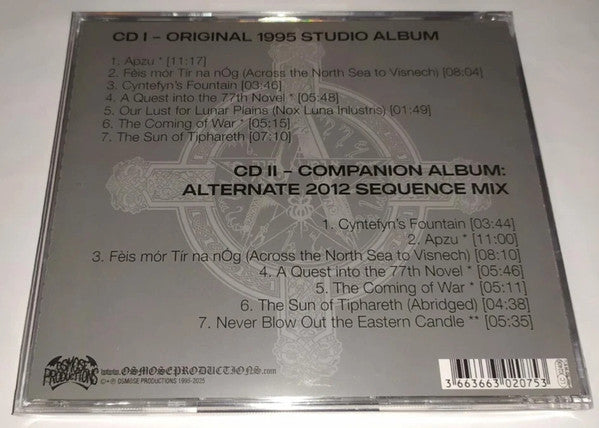 CD I – ORIGINAL 1995 STUDIO ALBUM
1. Apzu * [11:17]
2. Fèis mór Tír na nÓg (Across the North Sea to Visnech) [08:04]
3. Cyntefyn's Fountain [03:46]
4. A Quest into the 77th Novel * [05:48]
5. Our Lust for Lunar Plains (Nox Luna Inlustris) [01:49]
6. The Coming of War * [05:15]
7. The Sun of Tiphareth [07:10]
CD II – COMPANION ALBUM:
ALTERNATE 2012 SEQUENCE MIX
1. Cyntefyn's Fountain [03:44]
2. Apzu * [11:00]
3. Fèis mór Tír na nÓg (Across the North Sea to Visnech) [08:10]
4. A Quest into the 77th Novel * [05:46]
5. The Coming of War * [05:11]
6. The Sun of Tiphareth (Abridged) [04:38]
7. Never Blow Out the Eastern Candle ** [05:35]
OSMOSE
PRODUCTIONS
www.OSMOSEPRODICTIONS.com
©+℗ OSMOSE PRODUCTIONS 1995-2025
3 663663 020753